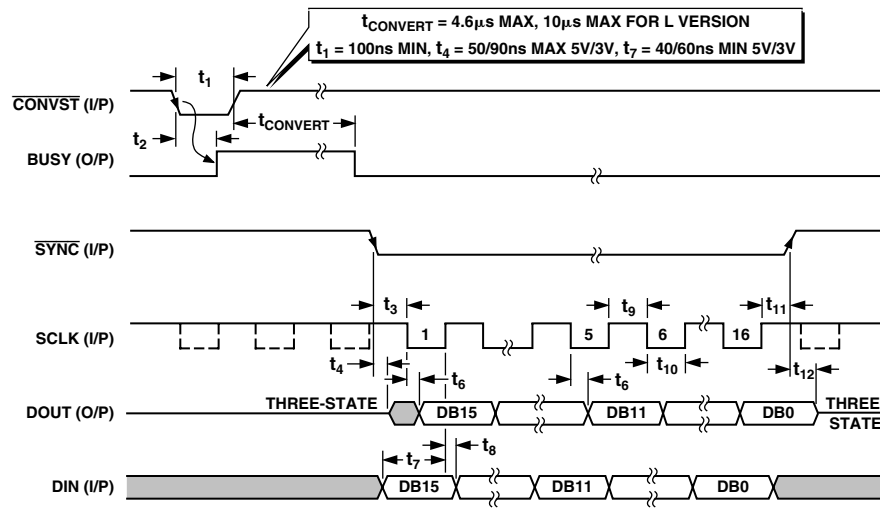 tCONVERT = 4.6μs MAX, 10μs MAX FOR L VERSION
t1 = 100ns MIN, t4 = 50/90ns MAX 5V/3V, t7 = 40/60ns MIN 5V/3V
t1
CONVST (I/P)
tCONVERT
t2
BUSY (O/P)
SYNC (I/P)
t3
t9
t11
SCLK (I/P)
1
5
6
16
t4
t6
t6
t10
t12
DOUT (O/P)
THREE-STATE
DB15
DB11
DB0
THREE
STATE
t7
t8
DIN (I/P)
DB15
DB11
DB0